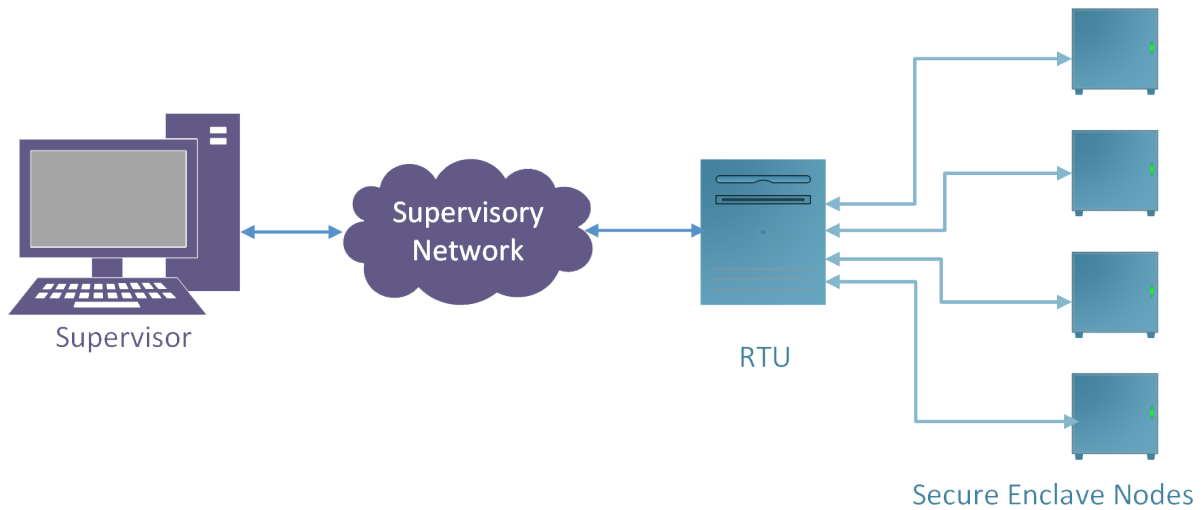 Supervisory
Network
Supervisor
RTU
Secure Enclave Nodes